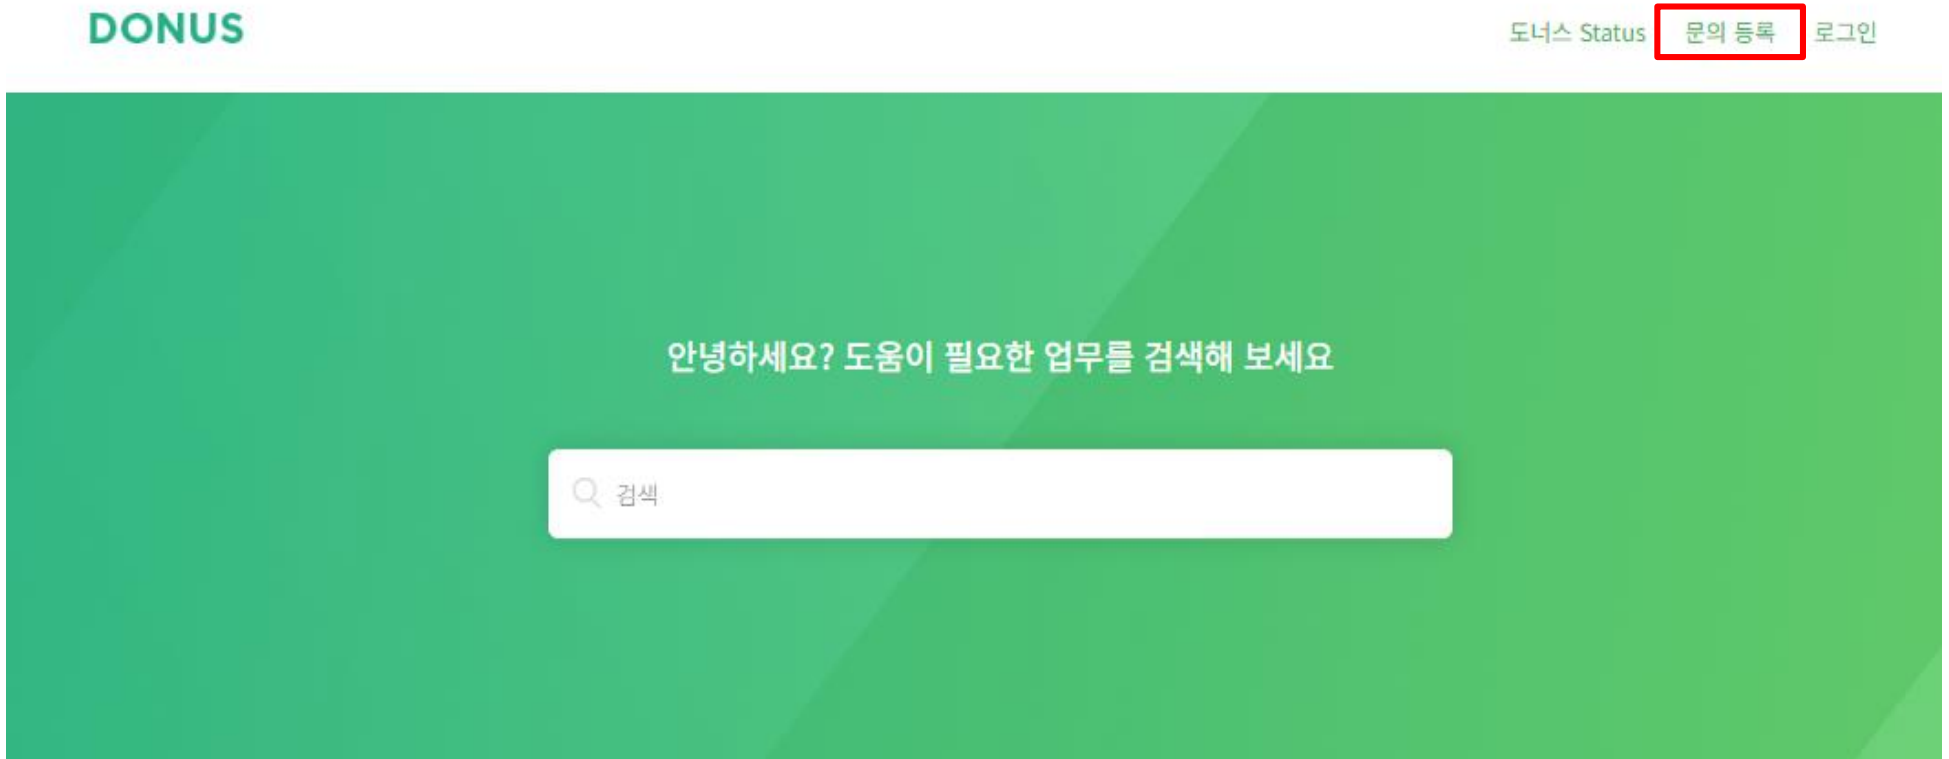 DONUS
도너스 Status 문의 등록 로그인
안녕하세요? 도움이 필요한 업무를 검색해 보세요
검색